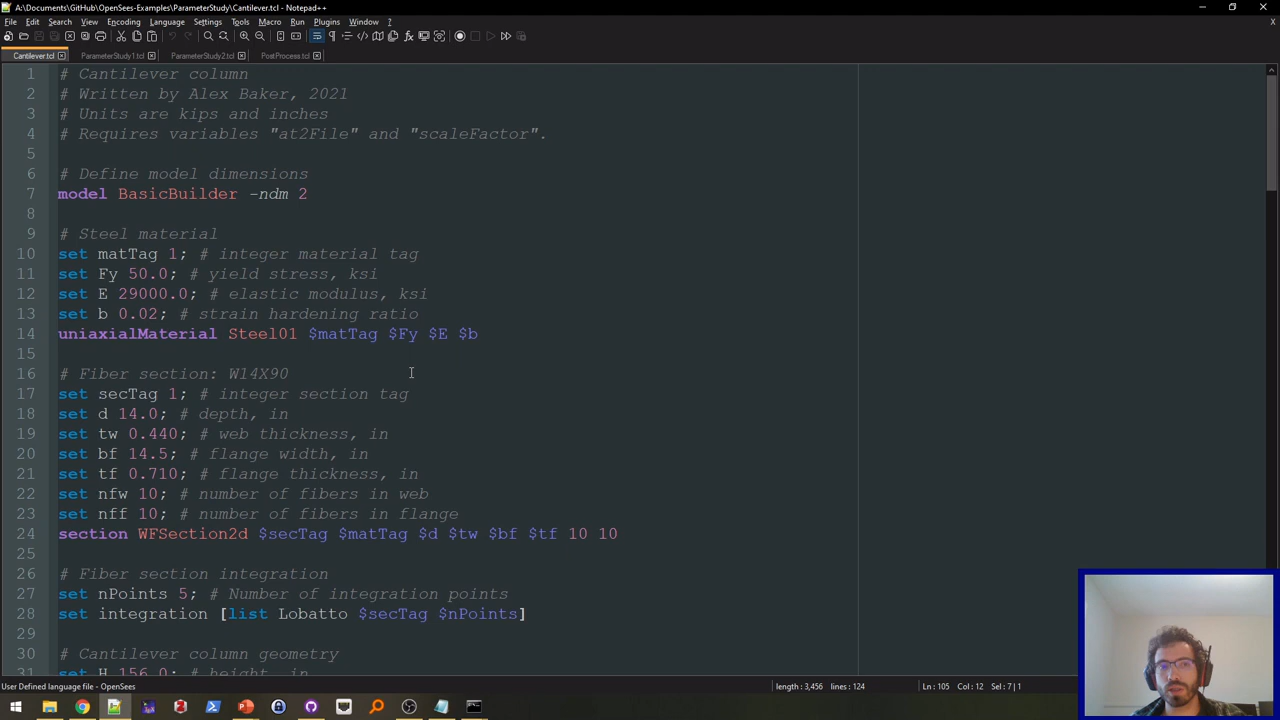 A:\Documents\GitHub\OpenSees-Examples\ParameterStudy\Cantilever.tcl - Notepad++
File Edit Search View Encoding Language Settings Tools Macro Run Plugins Window ?
Cantilever.tcl ParameterStudy1.tcl ParameterStudy2.tcl PostProcess.tcl
1 # Cantilever column
2 # Written by Alex Baker, 2021
3 # Units are kips and inches
4 # Requires variables "at2File" and "scaleFactor".
5
6 # Define model dimensions
7 model BasicBuilder -ndm 2
8
9 # Steel material
10 set matTag 1; # integer material tag
11 set Fy 50.0; # yield stress, ksi
12 set E 29000.0; # elastic modulus, ksi
13 set b 0.02; # strain hardening ratio
14 uniaxialMaterial Steel01 $matTag $Fy $E $b
15
16 # Fiber section: W14X90
17 set secTag 1; # integer section tag
18 set d 14.0; # depth, in
19 set tw 0.440; # web thickness, in
20 set bf 14.5; # flange width, in
21 set tf 0.710; # flange thickness, in
22 set nfw 10; # number of fibers in web
23 set nff 10; # number of fibers in flange
24 section WFSection2d $secTag $matTag $d $tw $bf $tf 10 10
25
26 # Fiber section integration
27 set nPoints 5; # Number of integration points
28 set integration [list Lobatto $secTag $nPoints]
29
30 # Cantilever column geometry
31 set H 156.0; # height, in
User Defined language file - OpenSees length : 3,456 lines : 124 Ln : 105 Col : 12 Sel : 7 | 1